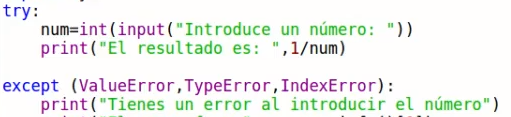 try:
    num=int(input("Introduce un número: "))
    print("El resultado es: ",1/num)
except (ValueError,TypeError,IndexError):
    print("Tienes un error al introducir el número")